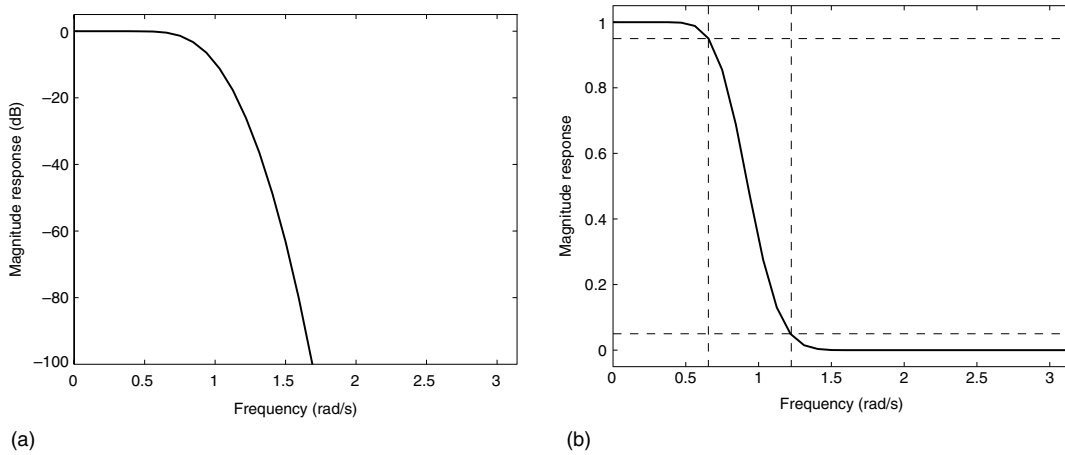 0
−20
−40
−60
−80
−100
Magnitude response (dB)
0 0.5 1 1.5 2 2.5 3
Frequency (rad/s)
(a)
1
0.8
0.6
0.4
0.2
0
Magnitude response
0 0.5 1 1.5 2 2.5 3
Frequency (rad/s)
(b)